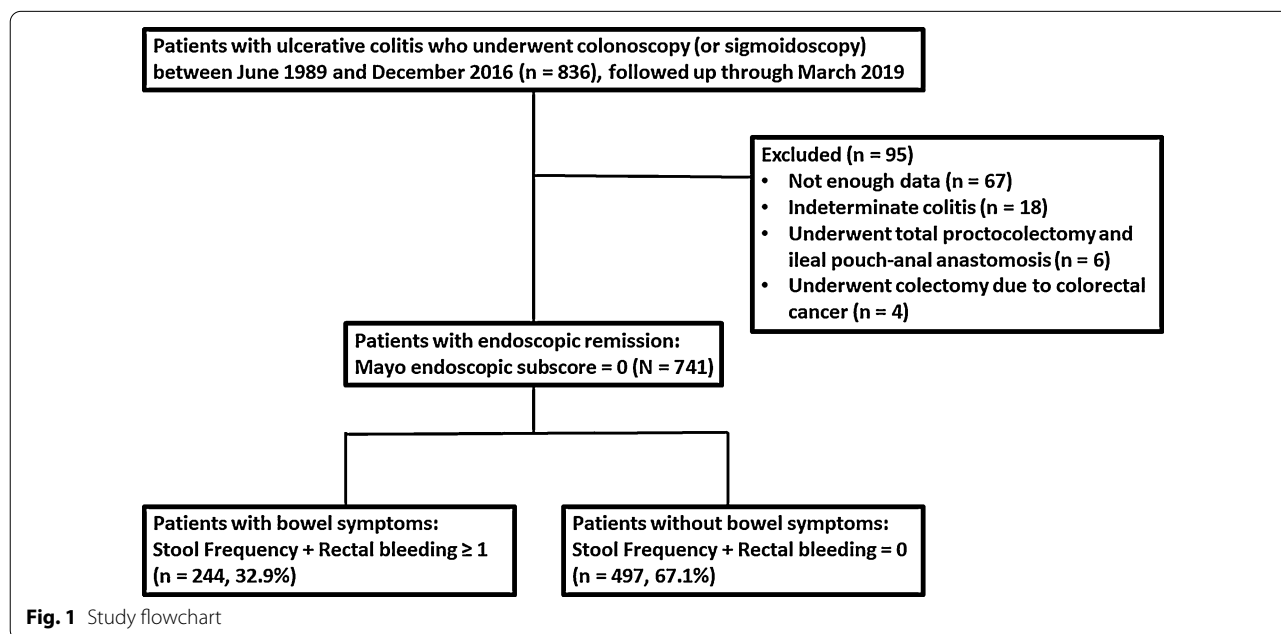 Patients with ulcerative colitis who underwent colonoscopy (or sigmoidoscopy)
between June 1989 and December 2016 (n = 836), followed up through March 2019
Excluded (n = 95)
• Not enough data (n = 67)
• Indeterminate colitis (n = 18)
• Underwent total proctocolectomy and
ileal pouch-anal anastomosis (n = 6)
• Underwent colectomy due to colorectal
cancer (n = 4)
Patients with endoscopic remission:
Mayo endoscopic subscore = 0 (N = 741)
Patients with bowel symptoms:
Stool Frequency + Rectal bleeding ≥ 1
(n = 244, 32.9%)
Patients without bowel symptoms:
Stool Frequency + Rectal bleeding = 0
(n = 497, 67.1%)
Fig. 1 Study flowchart